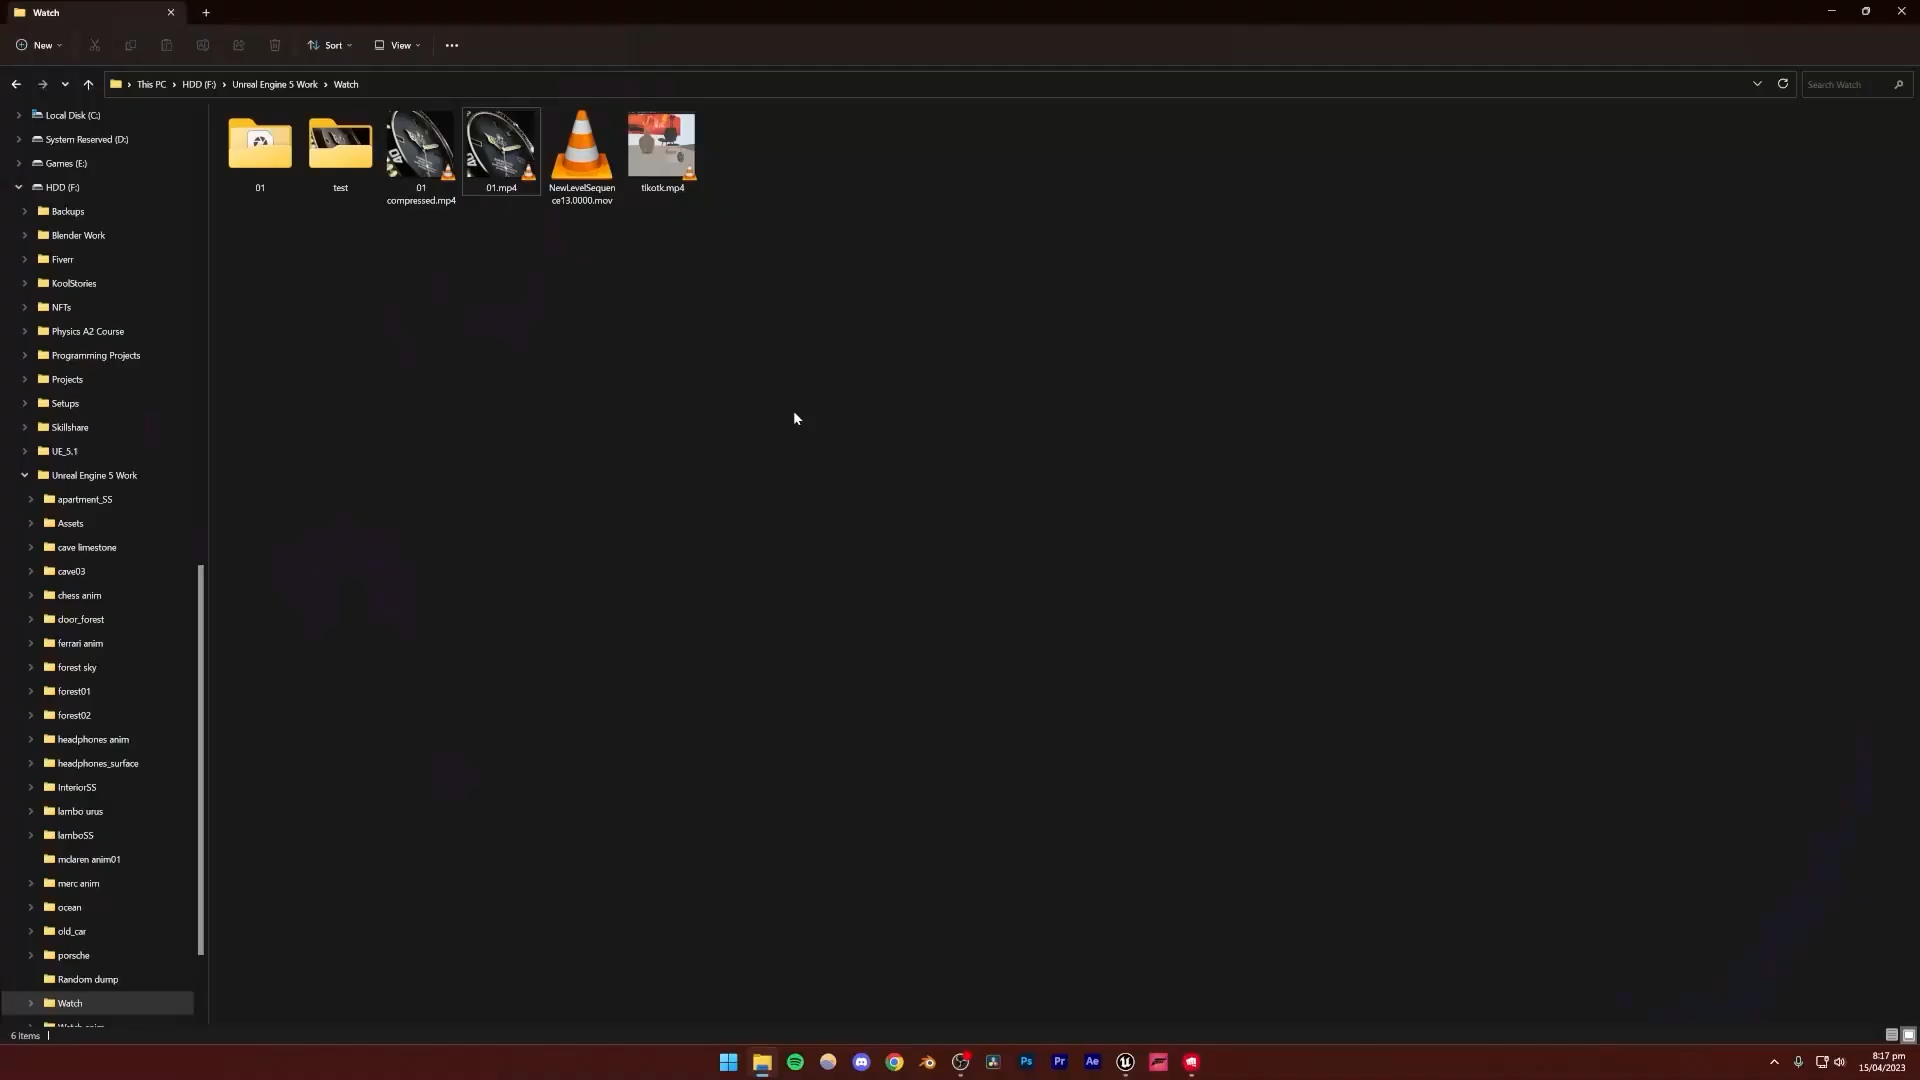 Watch
New
Sort
View
This PC > HDD (F:) > Unreal Engine 5 Work > Watch
Search Watch
Local Disk (C:)
System Reserved (D:)
Games (E:)
HDD (F:)
Backups
Blender Work
Fiverr
KoolStories
NFTs
Physics A2 Course
Programming Projects
Projects
Setups
Skillshare
UE_5.1
Unreal Engine 5 Work
apartment_SS
Assets
cave limestone
cave03
chess anim
door_forest
ferrari anim
forest sky
forest01
forest02
headphones anim
headphones_surface
InteriorSS
lambo urus
lamboSS
mclaren anim01
merc anim
ocean
old_car
porsche
Random dump
Watch
01
test
01
compressed.mp4
01.mp4
NewLevelSequen
ce13.0000.mov
tikotk.mp4
6 items
Ps
Pr
Ae
8:17 pm
15/04/2023